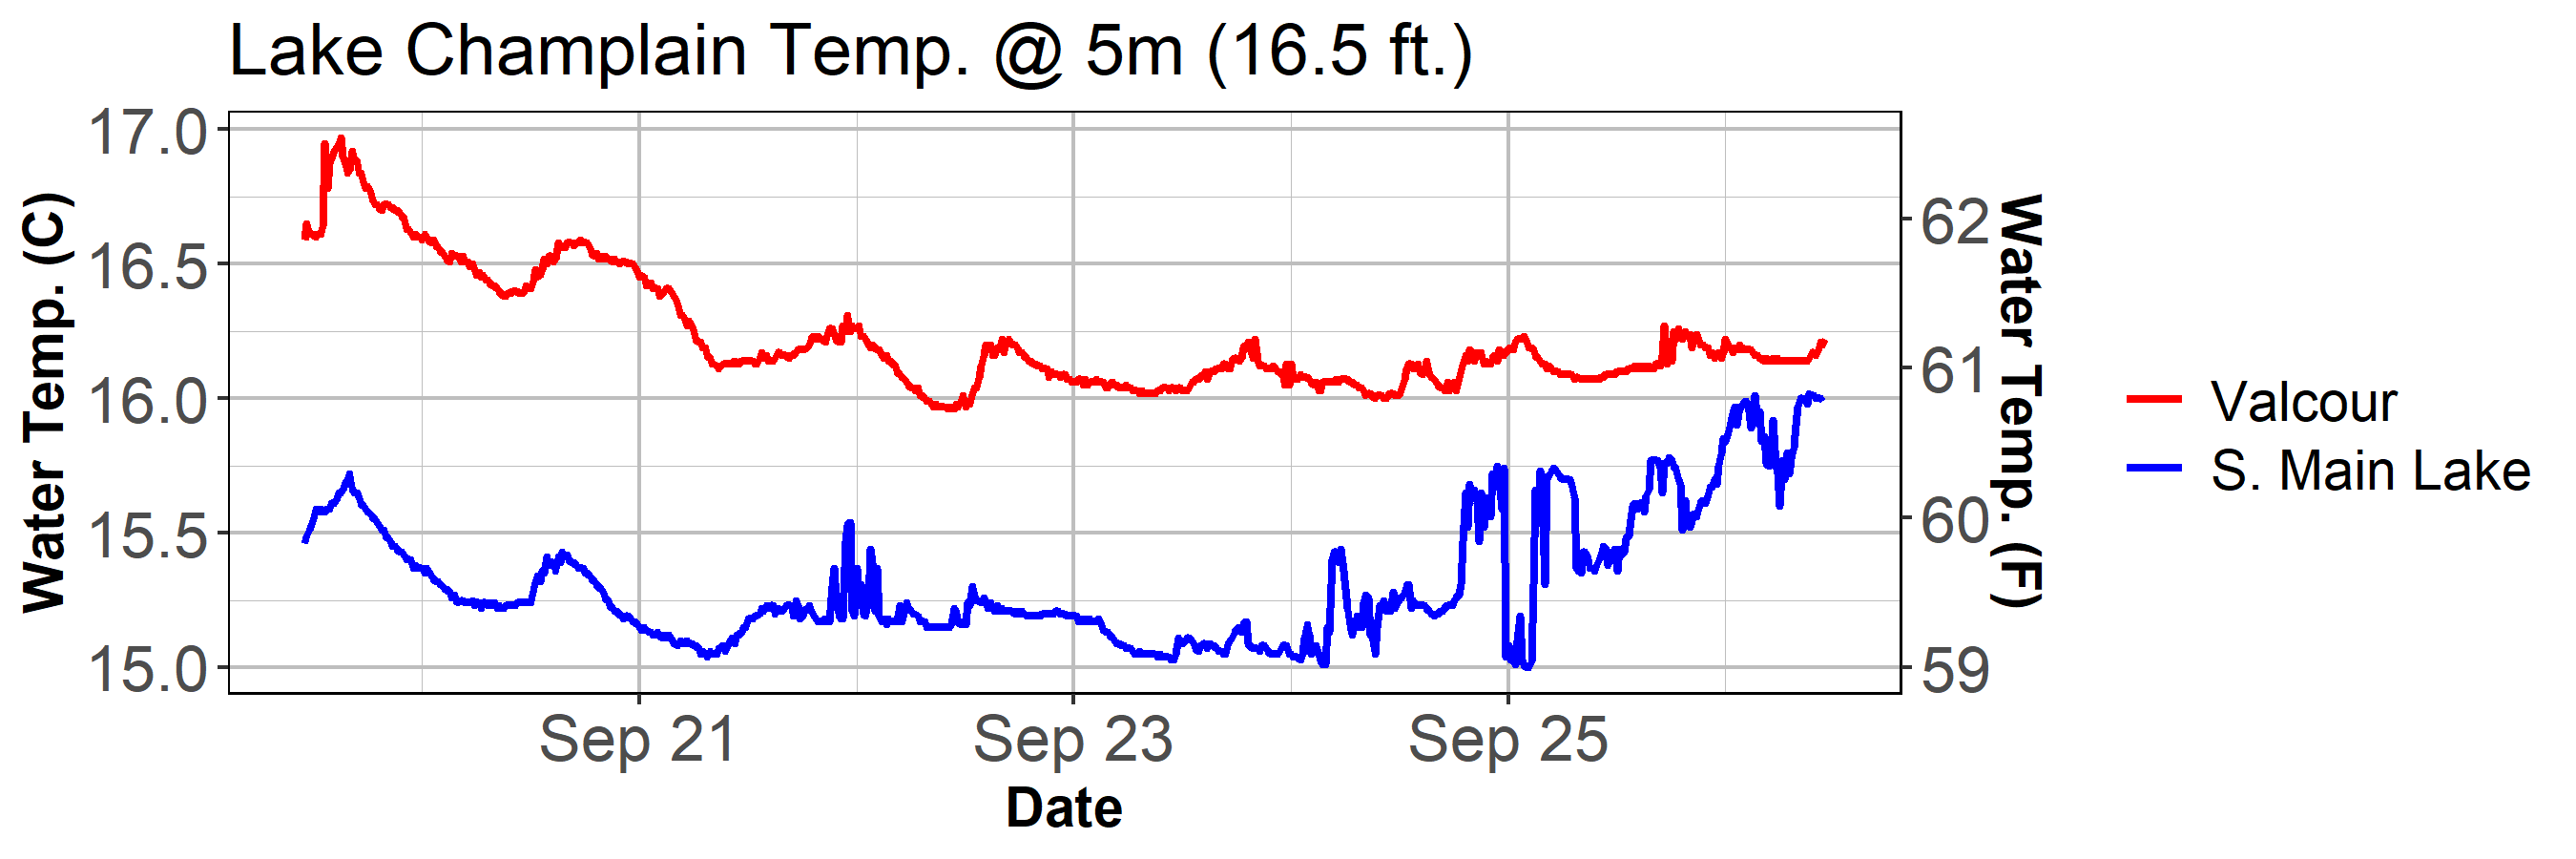 Lake Champlain Temp. @ 5m (16.5 ft.)
Water Temp. (C)
17.0
16.5
16.0
15.5
15.0
62
61
60
59
Water Temp. (F)
Sep 21
Sep 23
Sep 25
Date
Valcour
S. Main Lake